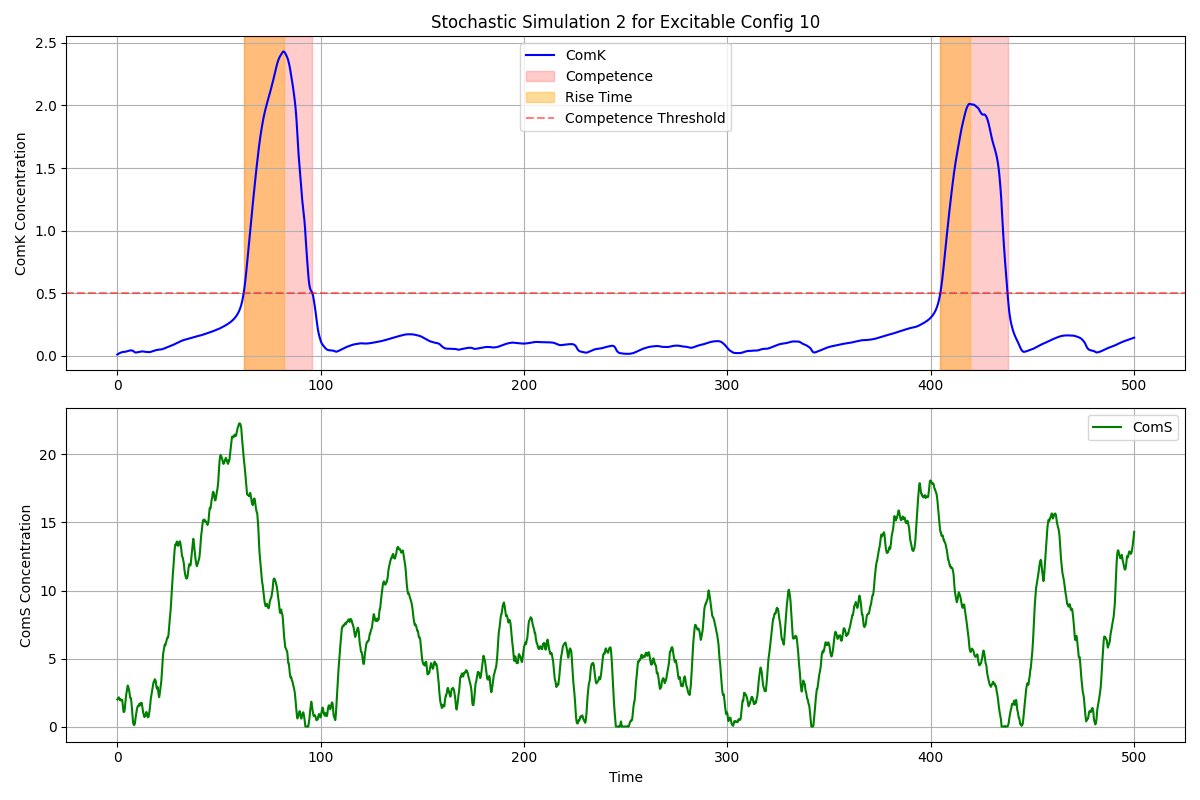 Stochastic Simulation 2 for Excitable Config 10
ComK Concentration
2.5
2.0
1.5
1.0
0.5
0.0
ComK
Competence
Rise Time
Competence Threshold
0 100 200 300 400 500
ComS Concentration
20
15
10
5
0
ComS
0 100 200 300 400 500
Time